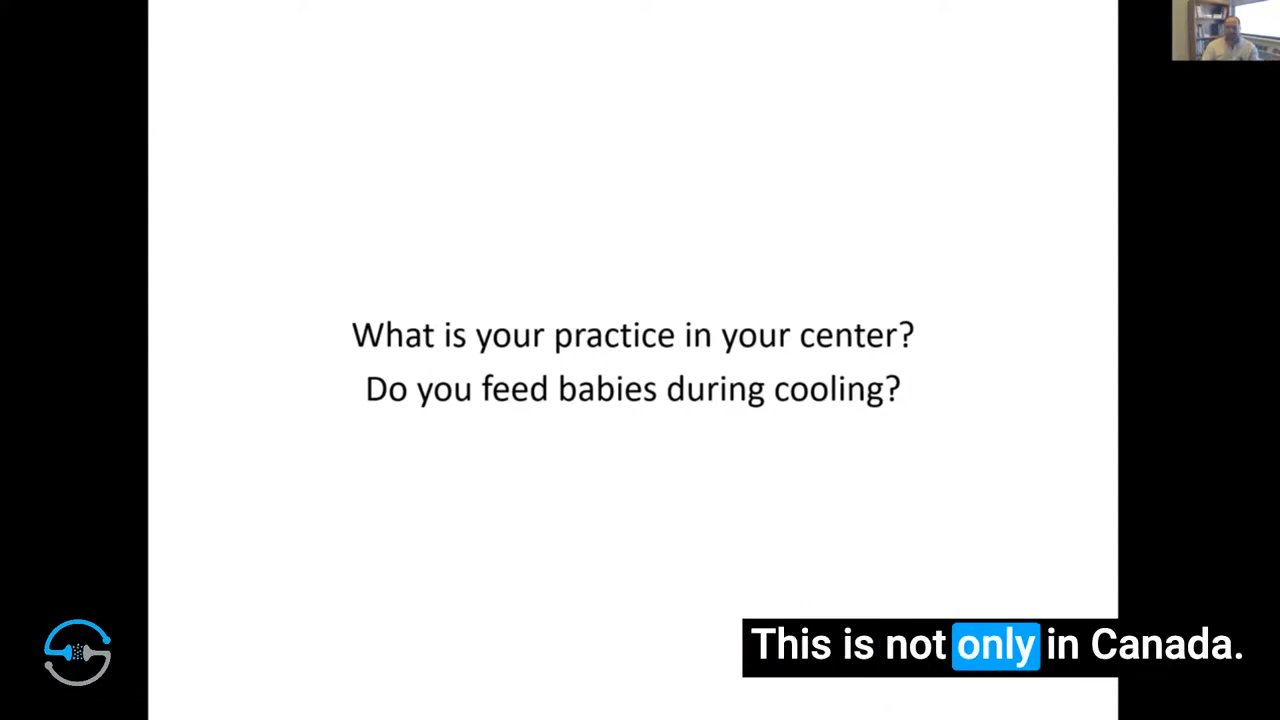 What is your practice in your center?
Do you feed babies during cooling?
This is not only in Canada.